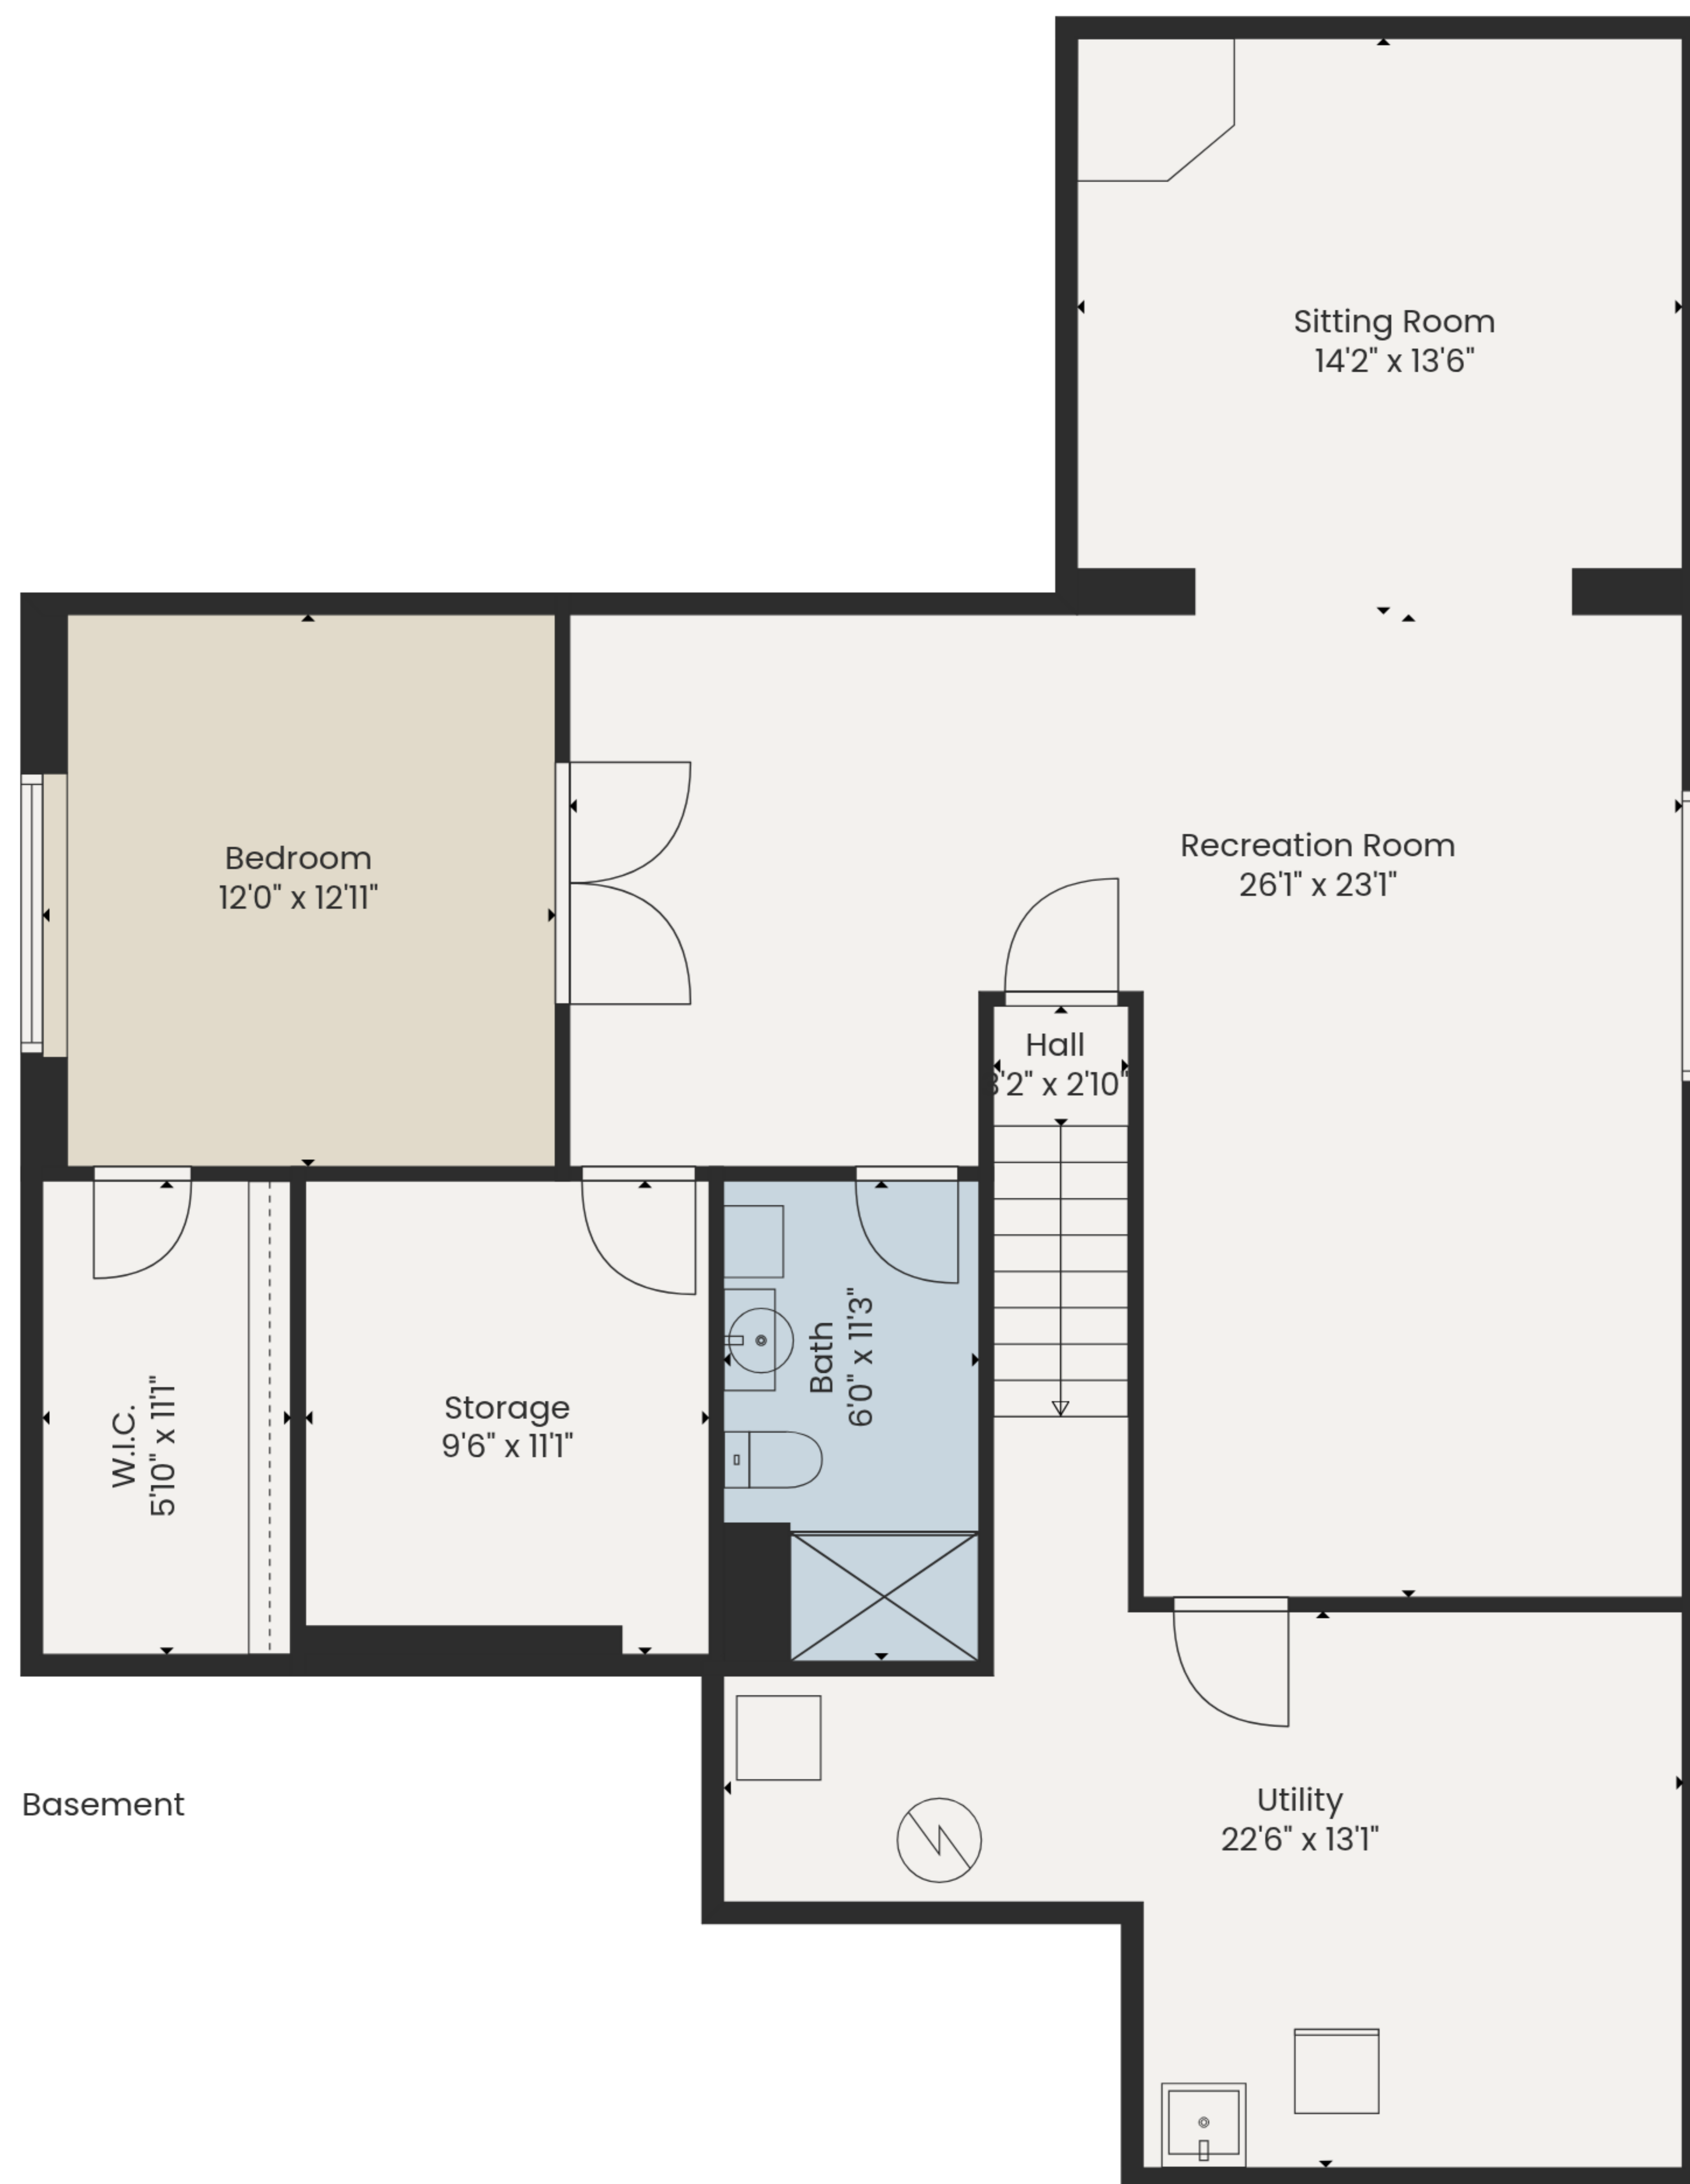 Sitting Room
14'2" x 13'6"
Recreation Room
26'1" x 23'1"
Bedroom
12'0" x 12'11"
Hall
3'2" x 2'10"
W.I.C.
5'10" x 11'1"
Storage
9'6" x 11'1"
Bath
6'0" x 11'3"
Basement
Utility
22'6" x 13'1"